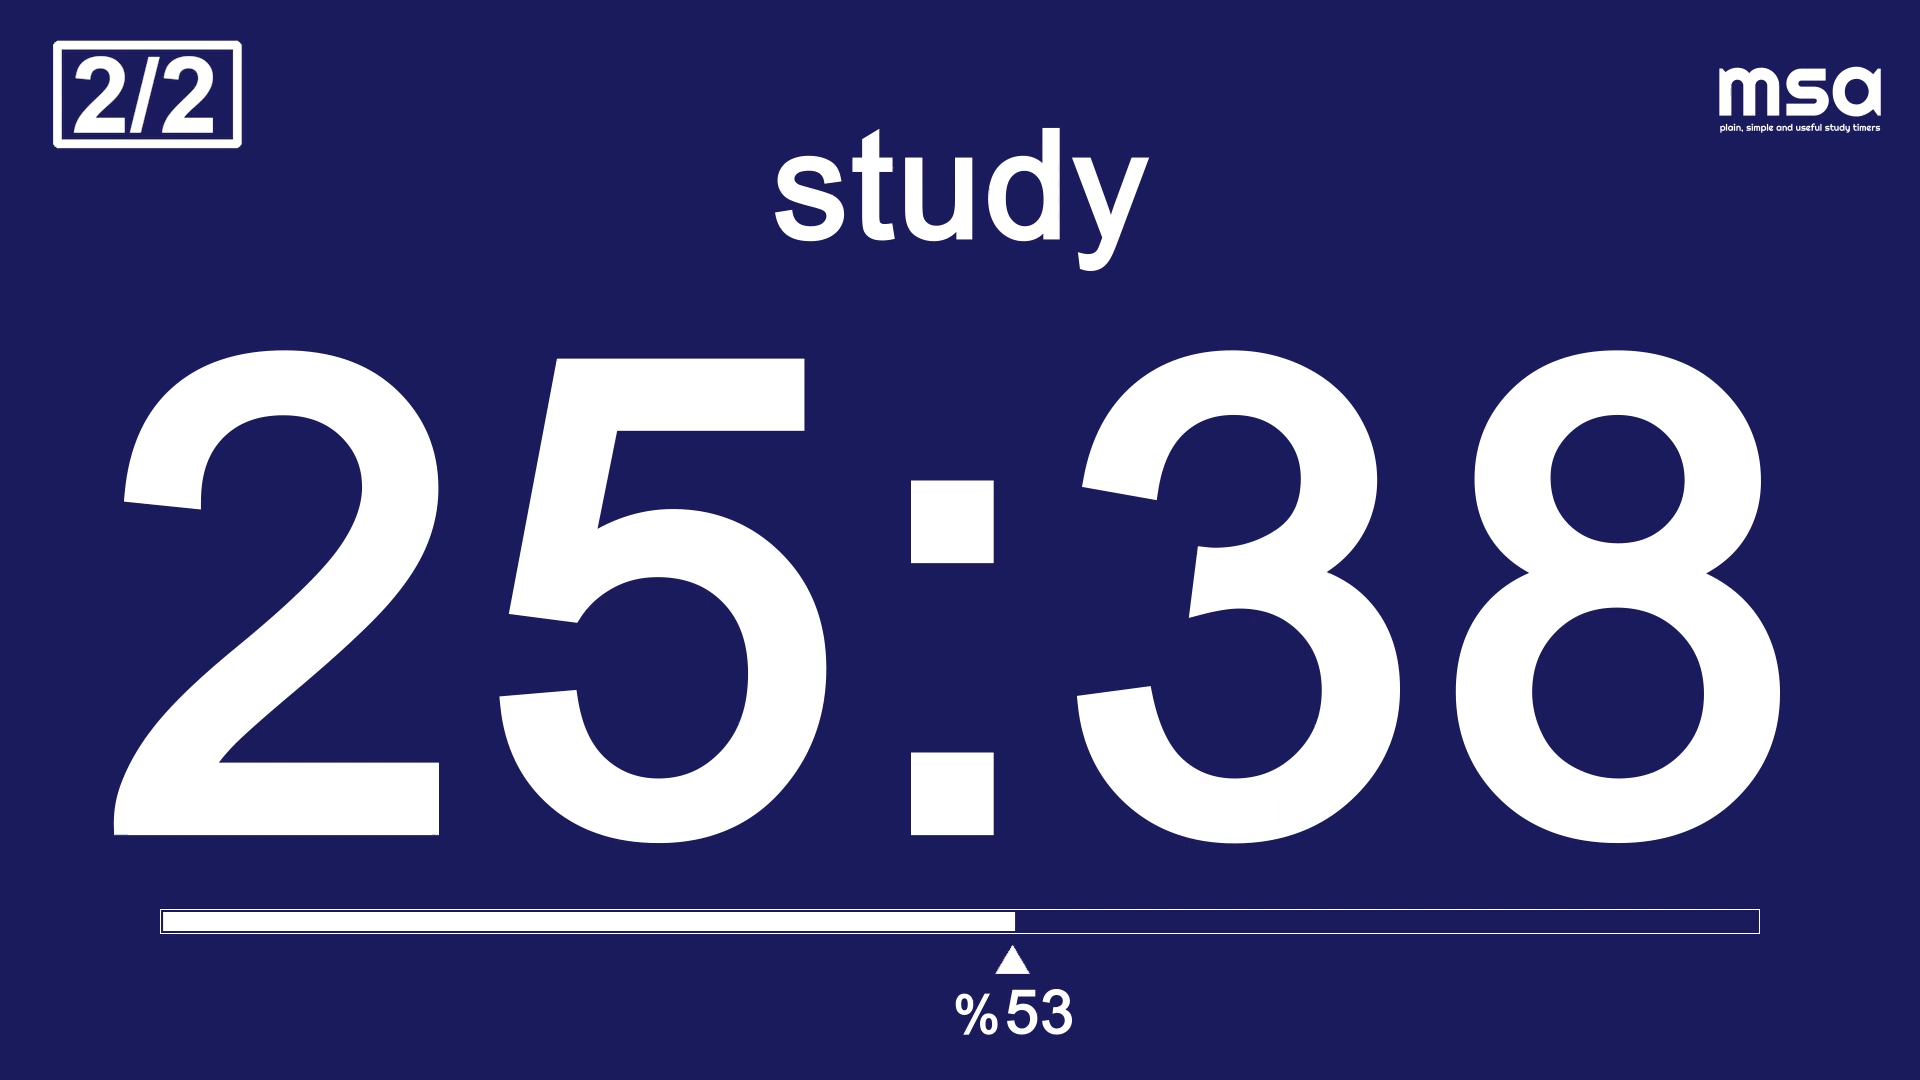 2/2
msa
plain, simple and useful study timers
study
25:38
%53